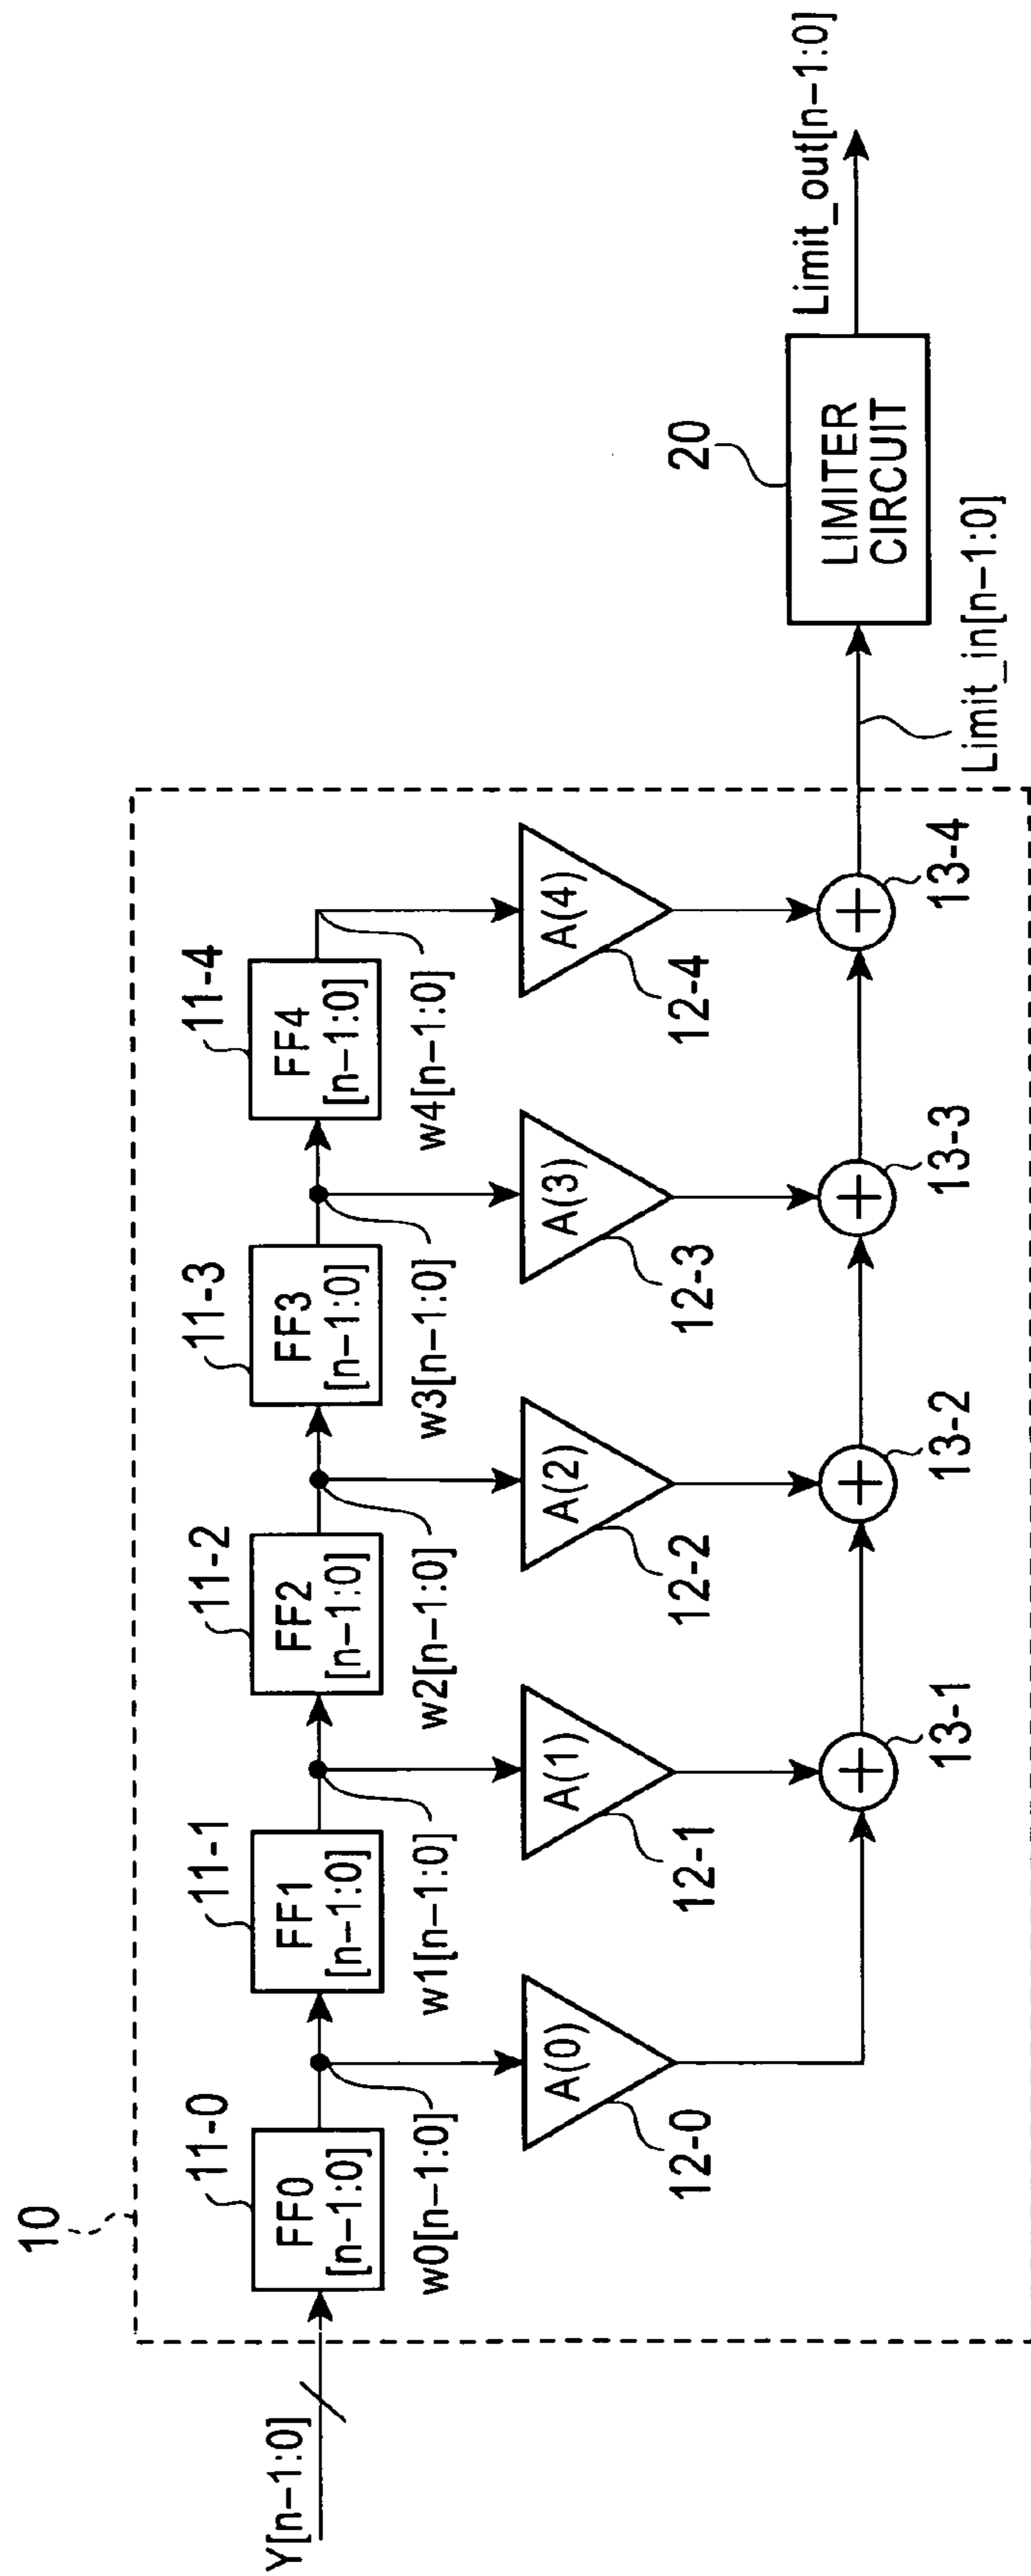 10
Y[n-1:0]
11-0
FF0
[n-1:0]
w0[n-1:0]
11-1
FF1
[n-1:0]
w1[n-1:0]
11-2
FF2
[n-1:0]
w2[n-1:0]
11-3
FF3
[n-1:0]
w3[n-1:0]
11-4
FF4
[n-1:0]
w4[n-1:0]
A(0)
12-0
A(1)
12-1
A(2)
12-2
A(3)
12-3
A(4)
12-4
+
13-1
+
13-2
+
13-3
+
13-4
Limit_in[n-1:0]
20
LIMITER
CIRCUIT
Limit_out[n-1:0]